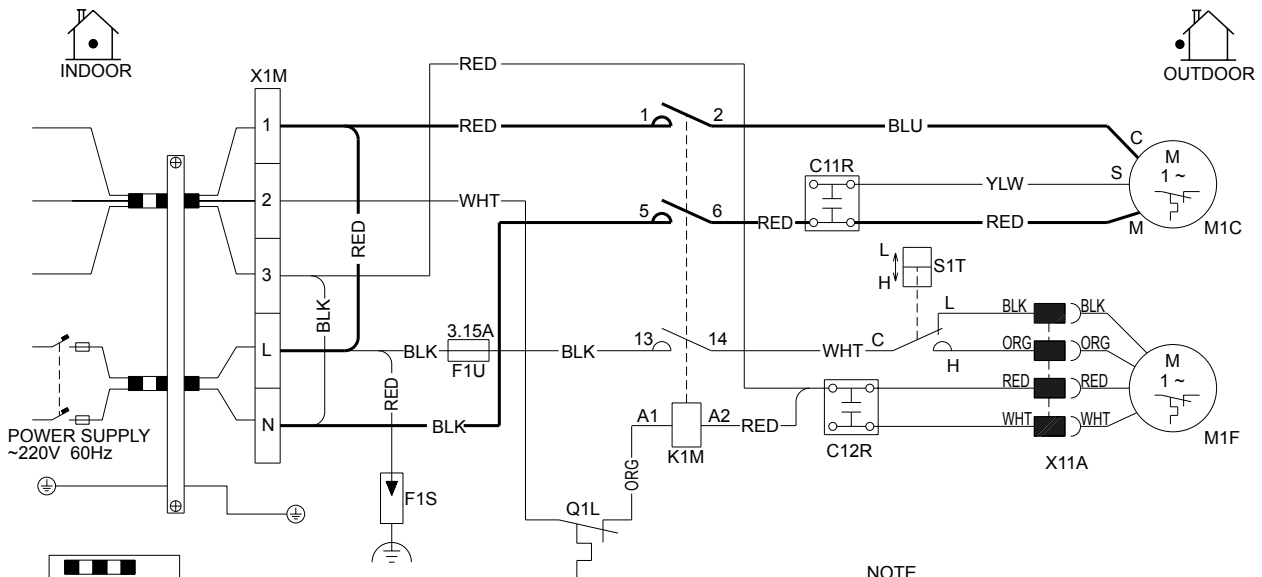 INDOOR
OUTDOOR
X1M
RED
1
RED
1
2
BLU
C
M
1 ~
S
M
M1C
C11R
YLW
2
WHT
5
6
RED
RED
RED
3
BLK
L
H
S1T
3.15A
F1U
L
BLK
BLK
13
14
WHT
C
L
H
BLK
BLK
ORG
ORG
RED
RED
WHT
WHT
M
1 ~
M1F
X11A
RED
N
BLK
A1
A2
RED
K1M
C12R
POWER SUPPLY
~220V 60Hz
ORG
F1S
Q1L
NOTE